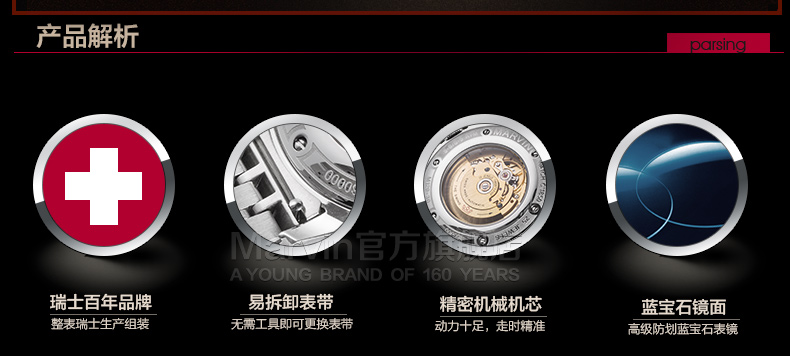 产品解析
parsing
MARVIN
Marvin官方旗舰店
A YOUNG BRAND OF 160 YEARS
瑞士百年品牌
易拆卸表带
精密机械机芯
蓝宝石镜面
整表瑞士生产组装
无需工具即可更换表带
动力十足，走时精准
高级防划蓝宝石表镜